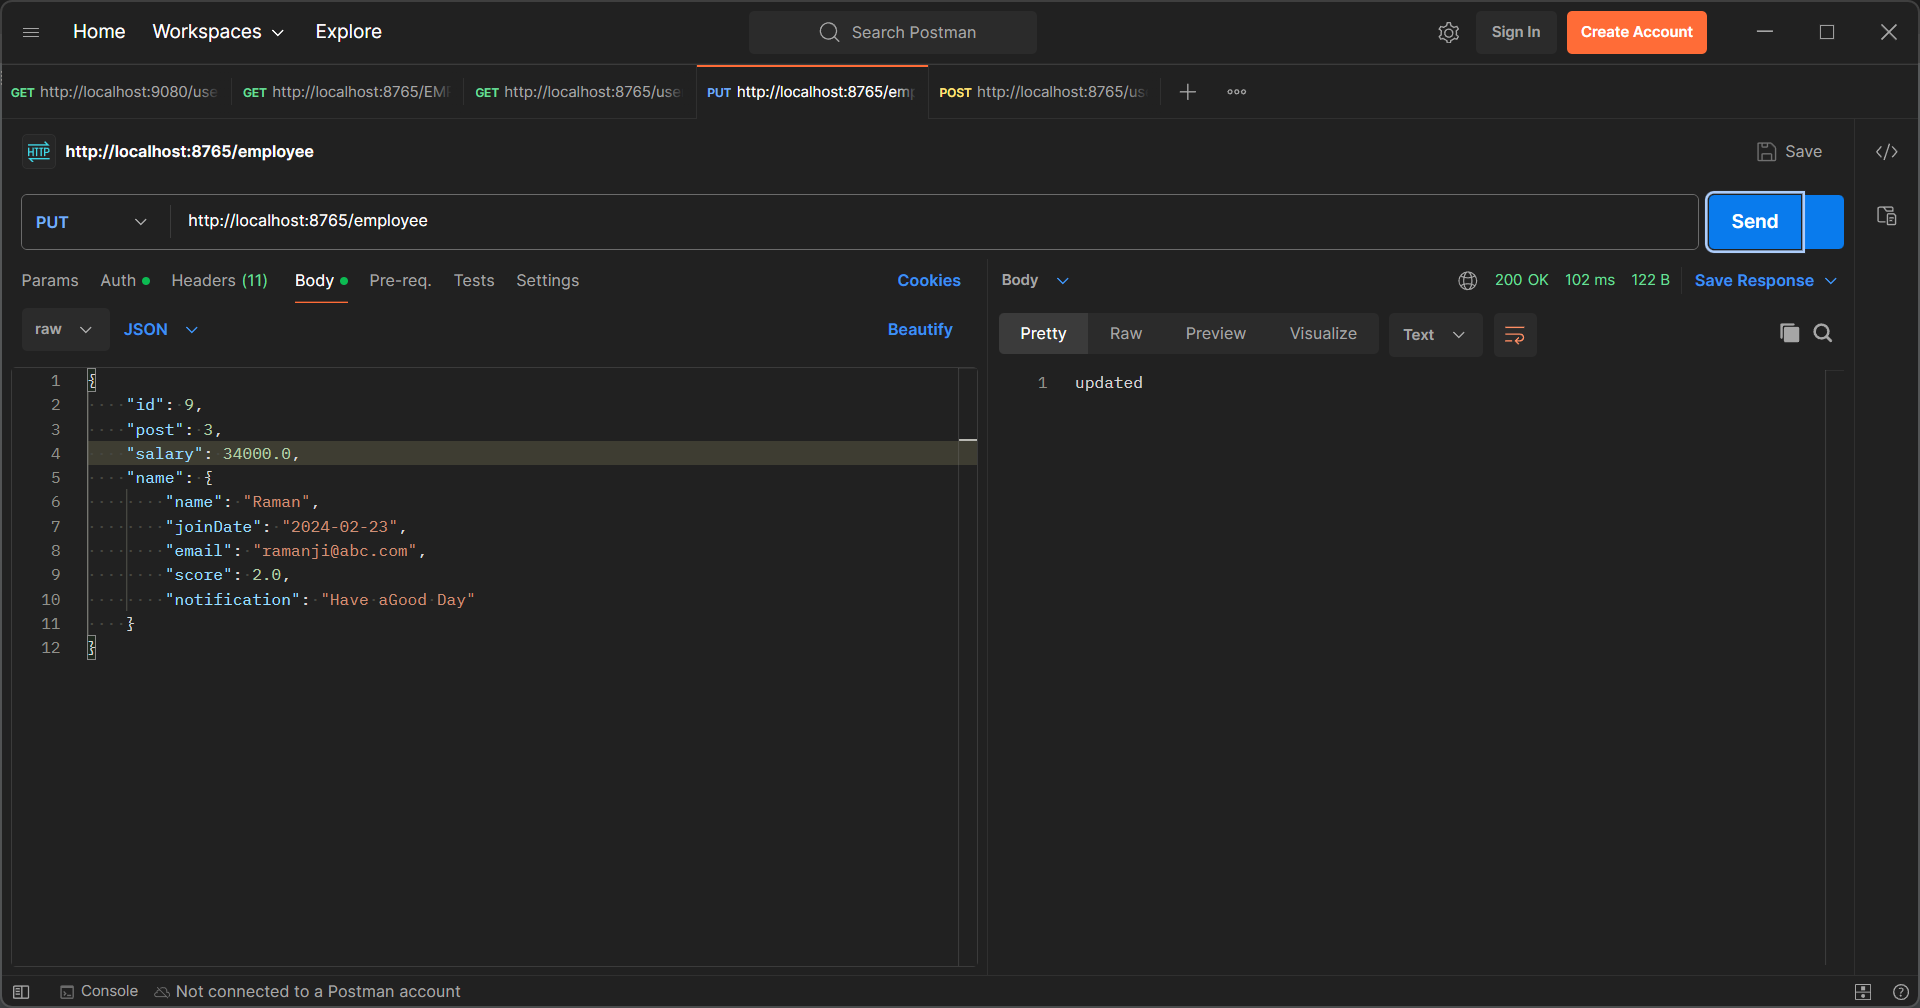 Home Workspaces Explore Search Postman Sign In Create Account
GET http://localhost:9080/use GET http://localhost:8765/EM GET http://localhost:8765/use PUT http://localhost:8765/emp POST http://localhost:8765/us
HTTP http://localhost:8765/employee Save </>
PUT http://localhost:8765/employee Send
Params Auth Headers (11) Body Pre-req. Tests Settings Cookies Body 200 OK 102 ms 122 B Save Response
raw JSON Beautify Pretty Raw Preview Visualize Text
1 {
2 "id": 9,
3 "post": 3,
4 "salary": 34000.0,
5 "name": {
6 "name": "Raman",
7 "joinDate": "2024-02-23",
8 "email": "ramanji@abc.com",
9 "score": 2.0,
10 "notification": "Have aGood Day"
11 }
12 }
1 updated
Console Not connected to a Postman account